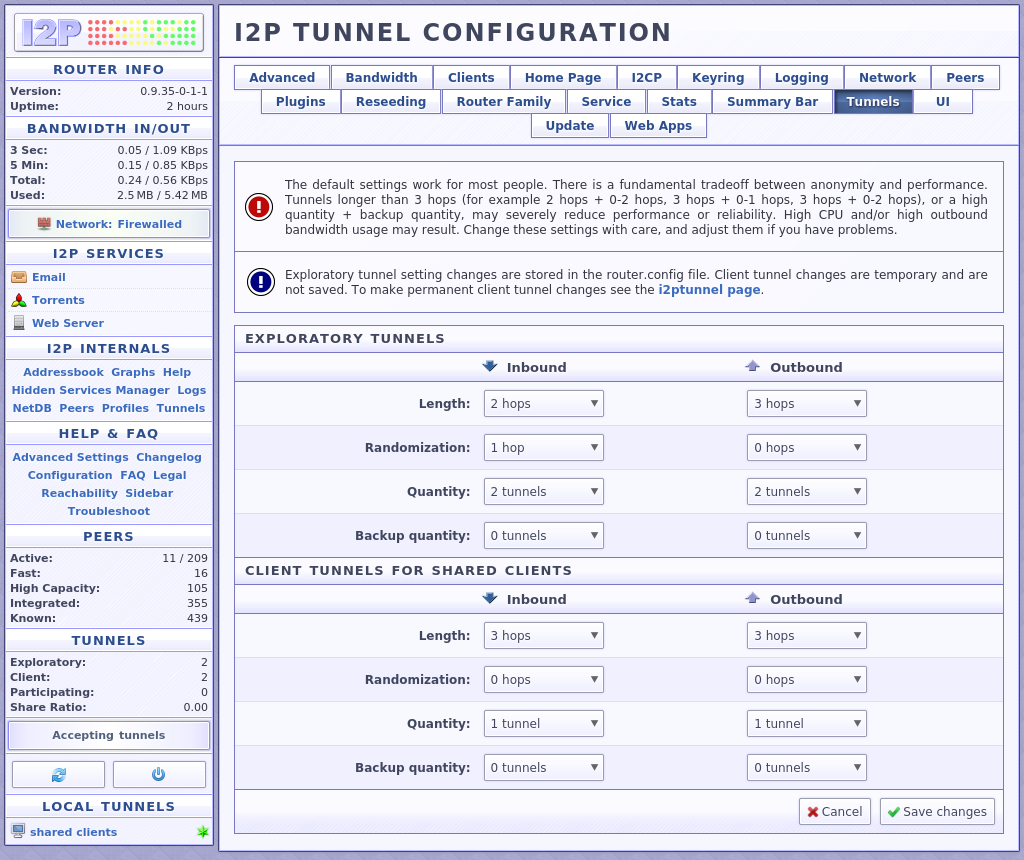 I2P
ROUTER INFO
Version: 0.9.35-0-1-1
Uptime: 2 hours
BANDWIDTH IN/OUT
3 Sec: 0.05 / 1.09 KBps
5 Min: 0.15 / 0.85 KBps
Total: 0.24 / 0.56 KBps
Used: 2.5 MB / 5.42 MB
Network: Firewalled
I2P SERVICES
Email
Torrents
Web Server
I2P INTERNALS
Addressbook Graphs Help
Hidden Services Manager Logs
NetDB Peers Profiles Tunnels
HELP & FAQ
Advanced Settings Changelog
Configuration FAQ Legal
Reachability Sidebar
Troubleshoot
PEERS
Active: 11 / 209
Fast: 16
High Capacity: 105
Integrated: 355
Known: 439
TUNNELS
Exploratory: 2
Client: 2
Participating: 0
Share Ratio: 0.00
Accepting tunnels
LOCAL TUNNELS
shared clients
I2P TUNNEL CONFIGURATION
Advanced Bandwidth Clients Home Page I2CP Keyring Logging Network Peers
Plugins Reseeding Router Family Service Stats Summary Bar Tunnels UI
Update Web Apps
The default settings work for most people. There is a fundamental tradeoff between anonymity and performance.
Tunnels longer than 3 hops (for example 2 hops + 0-2 hops, 3 hops + 0-1 hops, 3 hops + 0-2 hops), or a high
quantity + backup quantity, may severely reduce performance or reliability. High CPU and/or high outbound
bandwidth usage may result. Change these settings with care, and adjust them if you have problems.
Exploratory tunnel setting changes are stored in the router.config file. Client tunnel changes are temporary and are
not saved. To make permanent client tunnel changes see the i2ptunnel page.
EXPLORATORY TUNNELS
Inbound Outbound
Length: 2 hops 3 hops
Randomization: 1 hop 0 hops
Quantity: 2 tunnels 2 tunnels
Backup quantity: 0 tunnels 0 tunnels
CLIENT TUNNELS FOR SHARED CLIENTS
Inbound Outbound
Length: 3 hops 3 hops
Randomization: 0 hops 0 hops
Quantity: 1 tunnel 1 tunnel
Backup quantity: 0 tunnels 0 tunnels
Cancel Save changes